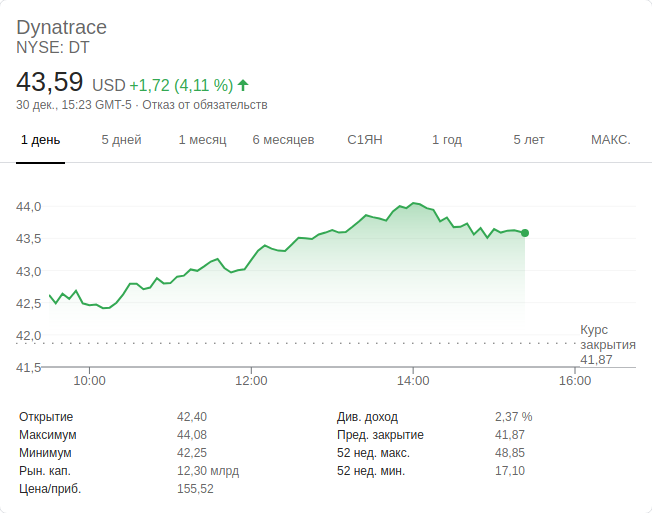 Dynatrace
NYSE: DT
43,59 USD +1,72 (4,11 %)
30 дек., 15:23 GMT-5 · Отказ от обязательств
1 день 5 дней 1 месяц 6 месяцев С1ЯН 1 год 5 лет МАКС.
44,0
43,5
43,0
42,5
42,0
41,5
Курс
закрытия
41,87
10:00 12:00 14:00 16:00
Открытие 42,40 Див. доход 2,37 %
Максимум 44,08 Пред. закрытие 41,87
Минимум 42,25 52 нед. макс. 48,85
Рын. кап. 12,30 млрд 52 нед. мин. 17,10
Цена/приб. 155,52